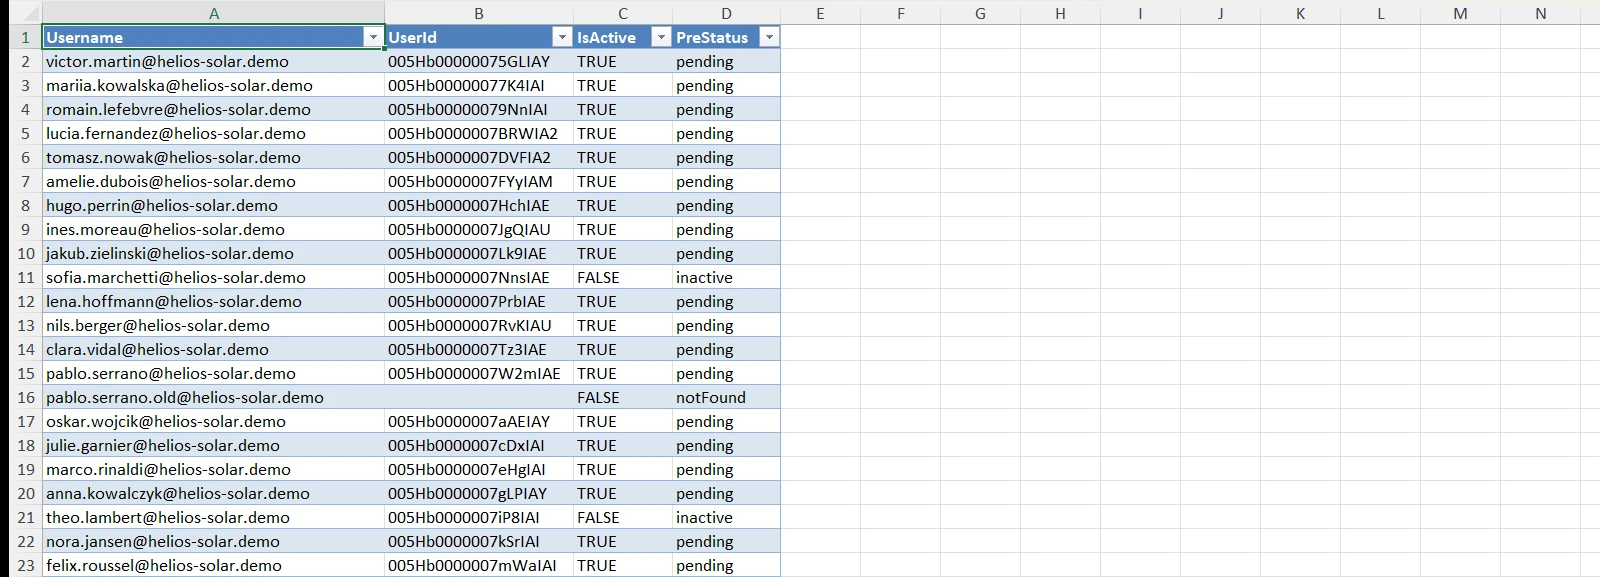 A B C D E F G H I J K L M N
1 Username UserId IsActive PreStatus
2 victor.martin@helios-solar.demo 005Hb00000075GLIAY TRUE pending
3 mariia.kowalska@helios-solar.demo 005Hb00000077K4IAI TRUE pending
4 romain.lefebvre@helios-solar.demo 005Hb00000079NnIAI TRUE pending
5 lucia.fernandez@helios-solar.demo 005Hb0000007BRWIA2 TRUE pending
6 tomasz.nowak@helios-solar.demo 005Hb0000007DVFIA2 TRUE pending
7 amelie.dubois@helios-solar.demo 005Hb0000007FYyIAM TRUE pending
8 hugo.perrin@helios-solar.demo 005Hb0000007HchIAE TRUE pending
9 ines.moreau@helios-solar.demo 005Hb0000007JgQIAU TRUE pending
10 jakub.zielinski@helios-solar.demo 005Hb0000007Lk9IAE TRUE pending
11 sofia.marchetti@helios-solar.demo 005Hb0000007NnsIAE FALSE inactive
12 lena.hoffmann@helios-solar.demo 005Hb0000007PrbIAE TRUE pending
13 nils.berger@helios-solar.demo 005Hb0000007RvKIAU TRUE pending
14 clara.vidal@helios-solar.demo 005Hb0000007Tz3IAE TRUE pending
15 pablo.serrano@helios-solar.demo 005Hb0000007W2mIAE TRUE pending
16 pablo.serrano.old@helios-solar.demo FALSE notFound
17 oskar.wojcik@helios-solar.demo 005Hb0000007aAEIAY TRUE pending
18 julie.garnier@helios-solar.demo 005Hb0000007cDxIAI TRUE pending
19 marco.rinaldi@helios-solar.demo 005Hb0000007eHgIAI TRUE pending
20 anna.kowalczyk@helios-solar.demo 005Hb0000007gLPIAY TRUE pending
21 theo.lambert@helios-solar.demo 005Hb0000007iP8IAI FALSE inactive
22 nora.jansen@helios-solar.demo 005Hb0000007kSrIAI TRUE pending
23 felix.roussel@helios-solar.demo 005Hb0000007mWaIAI TRUE pending